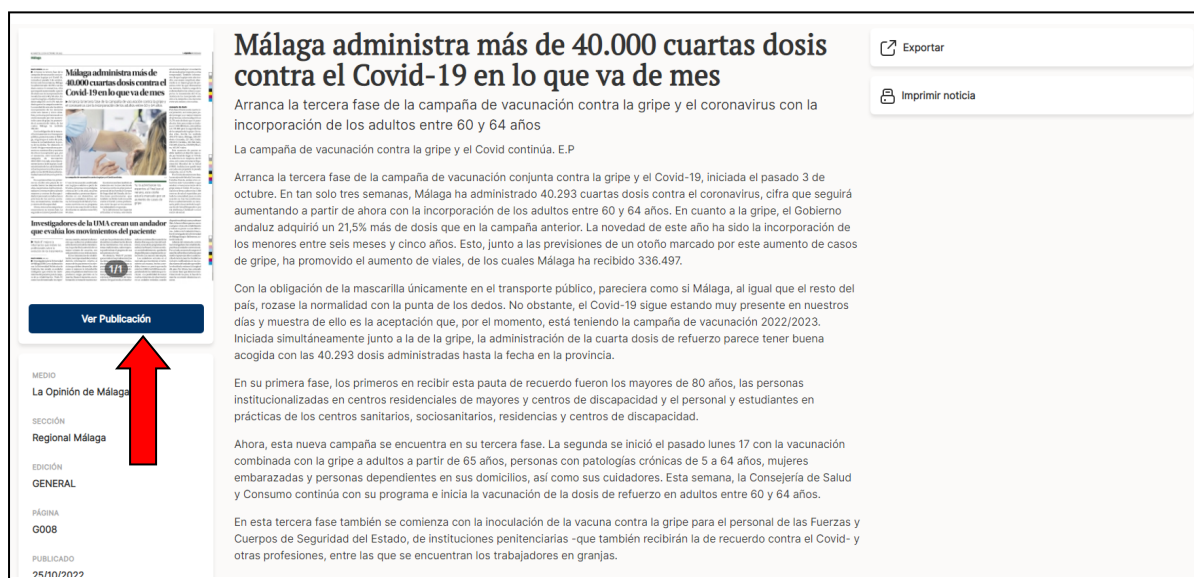 Málaga administra más de
40.000 cuartas dosis contra el
Covid-19 en lo que va de mes
Investigadores de la UMA crean un andador
que evalúa los movimientos del paciente
1/1
Ver Publicación
MEDIO
La Opinión de Málaga
SECCIÓN
Regional Málaga
EDICIÓN
GENERAL
PÁGINA
G008
PUBLICADO
25/10/2022
Málaga administra más de 40.000 cuartas dosis
contra el Covid-19 en lo que va de mes
Arranca la tercera fase de la campaña de vacunación contra la gripe y el coronavirus con la
incorporación de los adultos entre 60 y 64 años
La campaña de vacunación contra la gripe y el Covid continúa. E.P
Arranca la tercera fase de la campaña de vacunación conjunta contra la gripe y el Covid-19, iniciada el pasado 3 de
octubre. En tan solo tres semanas, Málaga ha administrado 40.293 cuartas dosis contra el coronavirus, cifra que seguirá
aumentando a partir de ahora con la incorporación de los adultos entre 60 y 64 años. En cuanto a la gripe, el Gobierno
andaluz adquirió un 21,5% más de dosis que en la campaña anterior. La novedad de este año ha sido la incorporación de
los menores entre seis meses y cinco años. Esto, junto a las previsiones de un otoño marcado por este aumento de casos
de gripe, ha promovido el aumento de viales, de los cuales Málaga ha recibido 336.497.
Con la obligación de la mascarilla únicamente en el transporte público, pareciera como si Málaga, al igual que el resto del
país, rozase la normalidad con la punta de los dedos. No obstante, el Covid-19 sigue estando muy presente en nuestros
días y muestra de ello es la aceptación que, por el momento, está teniendo la campaña de vacunación 2022/2023.
Iniciada simultáneamente junto a la de la gripe, la administración de la cuarta dosis de refuerzo parece tener buena
acogida con las 40.293 dosis administradas hasta la fecha en la provincia.
En su primera fase, los primeros en recibir esta pauta de recuerdo fueron los mayores de 80 años, las personas
institucionalizadas en centros residenciales de mayores y centros de discapacidad y el personal y estudiantes en
prácticas de los centros sanitarios, sociosanitarios, residencias y centros de discapacidad.
Ahora, esta nueva campaña se encuentra en su tercera fase. La segunda se inició el pasado lunes 17 con la vacunación
combinada con la gripe a adultos a partir de 65 años, personas con patologías crónicas de 5 a 64 años, mujeres
embarazadas y personas dependientes en sus domicilios, así como sus cuidadores. Esta semana, la Consejería de Salud
y Consumo continúa con su programa e inicia la vacunación de la dosis de refuerzo en adultos entre 60 y 64 años.
En esta tercera fase también se comienza con la inoculación de la vacuna contra la gripe para el personal de las Fuerzas y
Cuerpos de Seguridad del Estado, de instituciones penitenciarias -que también recibirán la de recuerdo contra el Covid- y
otras profesiones, entre las que se encuentran los trabajadores en granjas.
Exportar
Imprimir noticia